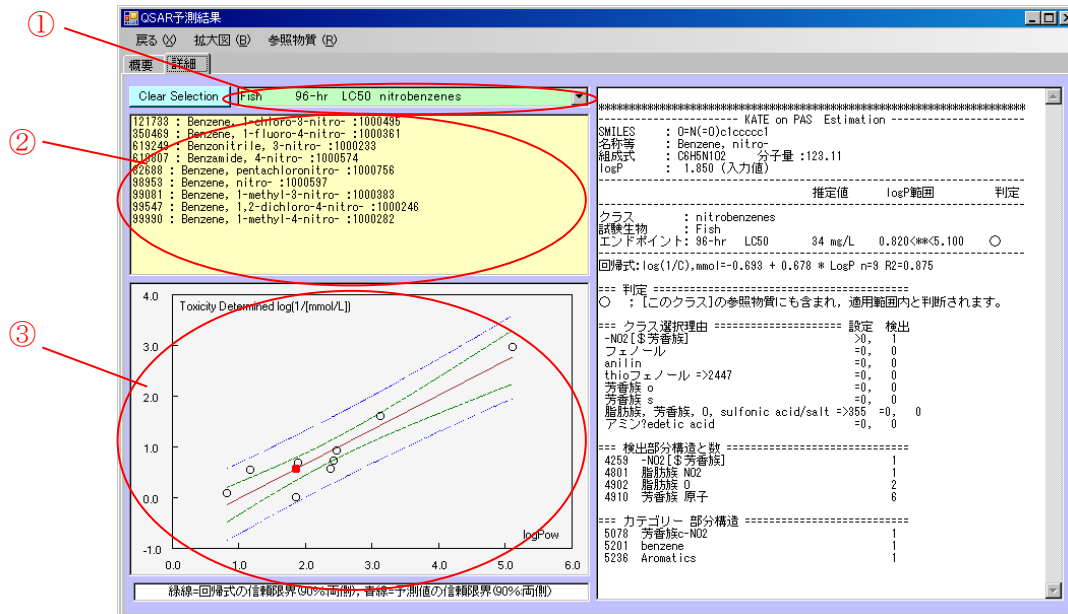 ①
②
③
QSAR予測結果
戻る (X) 拡大図 (B) 参照物質 (R)
概要 詳細
Clear Selection Fish 96-hr LC50 nitrobenzenes
121733 : Benzene, 1-chloro-3-nitro- :1000495
350469 : Benzene, 1-fluoro-4-nitro- :1000361
619249 : Benzonitrile, 3-nitro- :1000233
619807 : Benzamide, 4-nitro- :1000574
82688 : Benzene, pentachloronitro- :1000756
98953 : Benzene, nitro- :1000597
99081 : Benzene, 1-methyl-3-nitro- :1000383
99547 : Benzene, 1,2-dichloro-4-nitro- :1000246
99990 : Benzene, 1-methyl-4-nitro- :1000282
Toxicity Determined log(1/[mmol/L])
4.0
3.0
2.0
1.0
0.0
-1.0
logPow
0.0 1.0 2.0 3.0 4.0 5.0 6.0
緑線=回帰式の信頼限界(90%:両側), 青線=予測値の信頼限界(90%:両側)
KATE on PAS Estimation
SMILES : O=N(=O)c1ccccc1
名称等 : Benzene, nitro-
組成式 : C6H5N1O2 分子量 :123.11
logP : 1.850 (入力値)
推定値 logP範囲 判定
クラス : nitrobenzenes
試験生物 : Fish
エンドポイント: 96-hr LC50 34 mg/L 0.820<**<5.100 ○
回帰式:log(1/C),mmol=-0.693 + 0.678 * LogP n=9 R2=0.875
=== 判定 ===
○ ; [このクラス]の参照物質にも含まれ, 適用範囲内と判断されます。
=== クラス選択理由 === 設定 検出
-NO2[$芳香族] >0, 1
フェノール =0, 0
anilin =0, 0
thioフェノール =>2447 =0, 0
芳香族 o =0, 0
芳香族 s =0, 0
脂肪族, 芳香族, O, sulfonic acid/salt =>355 =0, 0
アミン?edetic acid =0, 0
=== 検出部分構造と数 ===
4259 -NO2[$芳香族] 1
4801 脂肪族 NO2 1
4902 脂肪族 O 2
4910 芳香族 原子 6
=== カテゴリー 部分構造 ===
5078 芳香族c-NO2 1
5201 benzene 1
5236 Aromatics 1